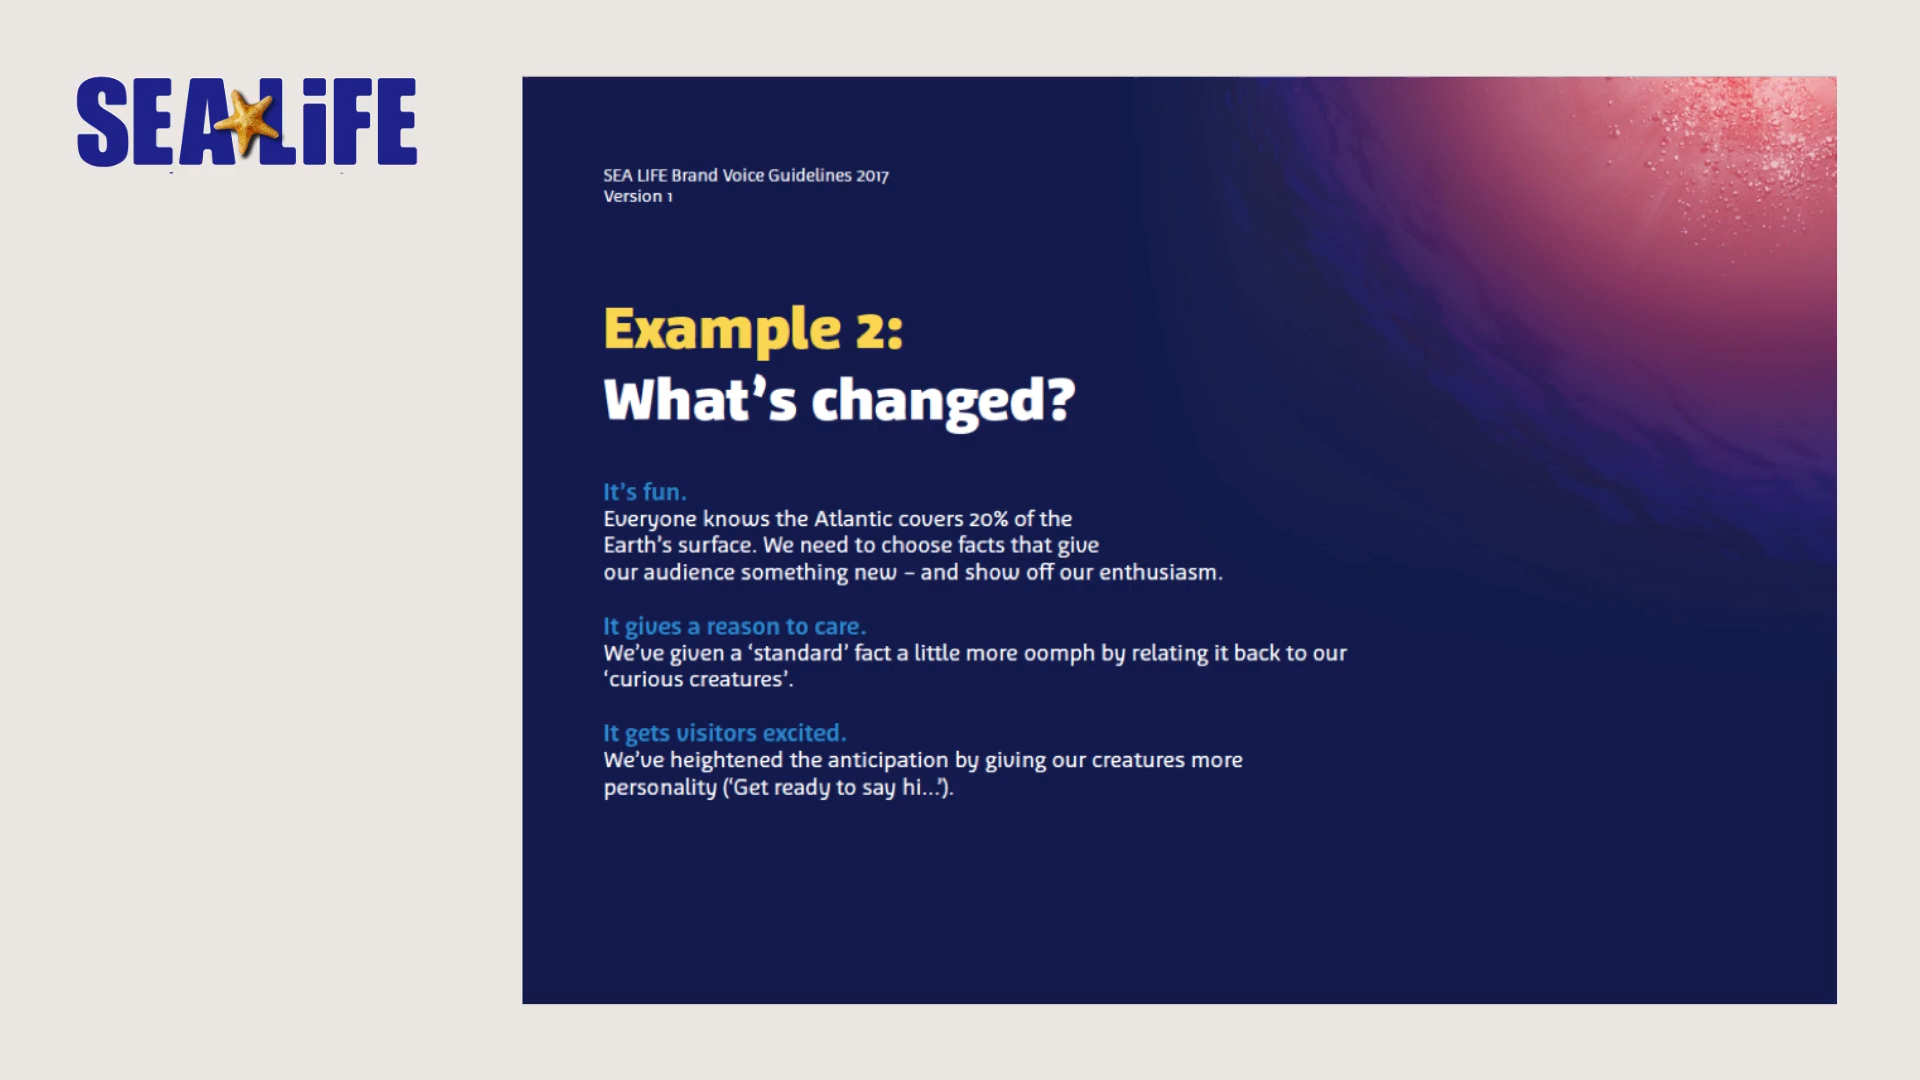 SEA LiFE
SEA LIFE Brand Voice Guidelines 2017
Version 1
Example 2:
What’s changed?
It’s fun.
Everyone knows the Atlantic covers 20% of the
Earth’s surface. We need to choose facts that give
our audience something new – and show off our enthusiasm.
It gives a reason to care.
We’ve given a ‘standard’ fact a little more oomph by relating it back to our
‘curious creatures’.
It gets visitors excited.
We’ve heightened the anticipation by giving our creatures more
personality (‘Get ready to say hi...’).